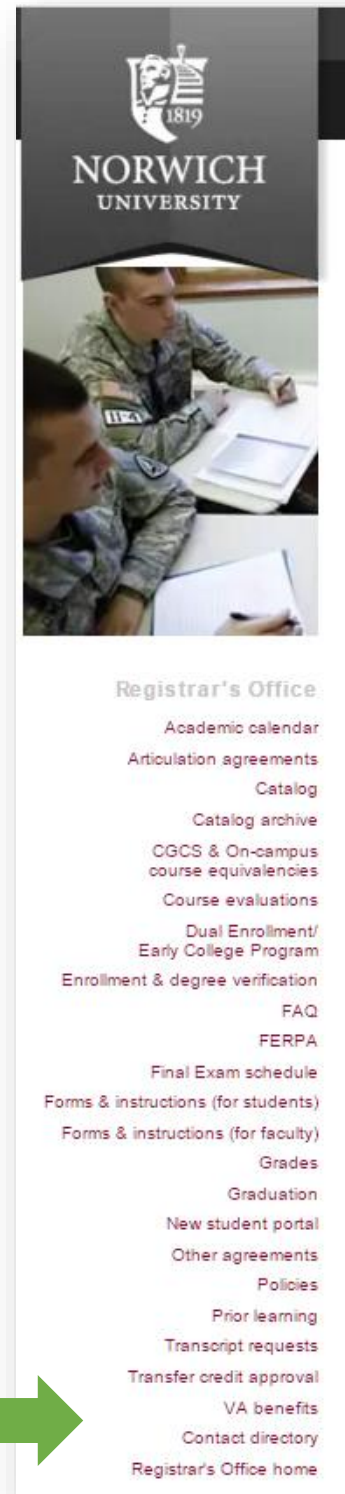 1819
NORWICH
UNIVERSITY
Registrar's Office
Academic calendar
Articulation agreements
Catalog
Catalog archive
CGCS & On-campus
course equivalencies
Course evaluations
Dual Enrollment/
Early College Program
Enrollment & degree verification
FAQ
FERPA
Final Exam schedule
Forms & instructions (for students)
Forms & instructions (for faculty)
Grades
Graduation
New student portal
Other agreements
Policies
Prior learning
Transcript requests
Transfer credit approval
VA benefits
Contact directory
Registrar's Office home